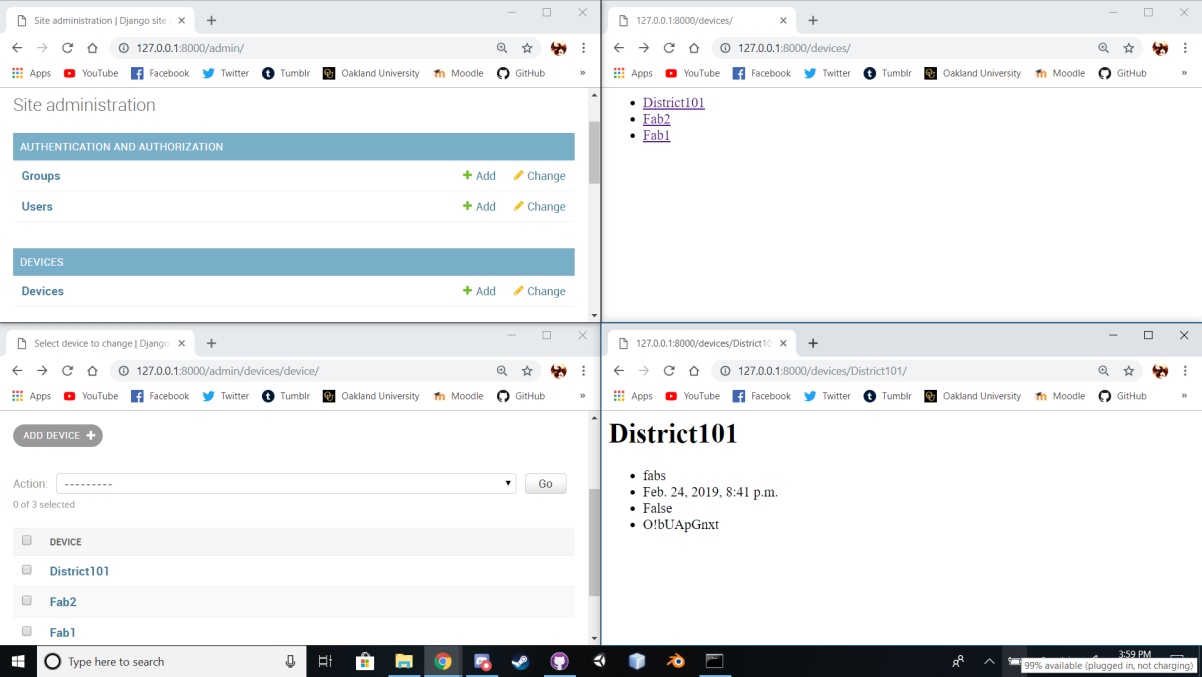 Site administration | Django site
127.0.0.1:8000/admin/
Apps YouTube Facebook Twitter Tumblr Oakland University Moodle GitHub »
Site administration
AUTHENTICATION AND AUTHORIZATION
Groups Add Change
Users Add Change
DEVICES
Devices Add Change
127.0.0.1:8000/devices/
127.0.0.1:8000/devices/
Apps YouTube Facebook Twitter Tumblr Oakland University Moodle GitHub »
District101
Fab2
Fab1
Select device to change | Django
127.0.0.1:8000/admin/devices/device/
Apps YouTube Facebook Twitter Tumblr Oakland University Moodle GitHub »
ADD DEVICE
Action: --------- Go
0 of 3 selected
DEVICE
District101
Fab2
Fab1
127.0.0.1:8000/devices/District10
127.0.0.1:8000/devices/District101/
Apps YouTube Facebook Twitter Tumblr Oakland University Moodle GitHub »
District101
fabs
Feb. 24, 2019, 8:41 p.m.
False
O!bUApGnxt
Type here to search
3:59 PM
99% available (plugged in, not charging)